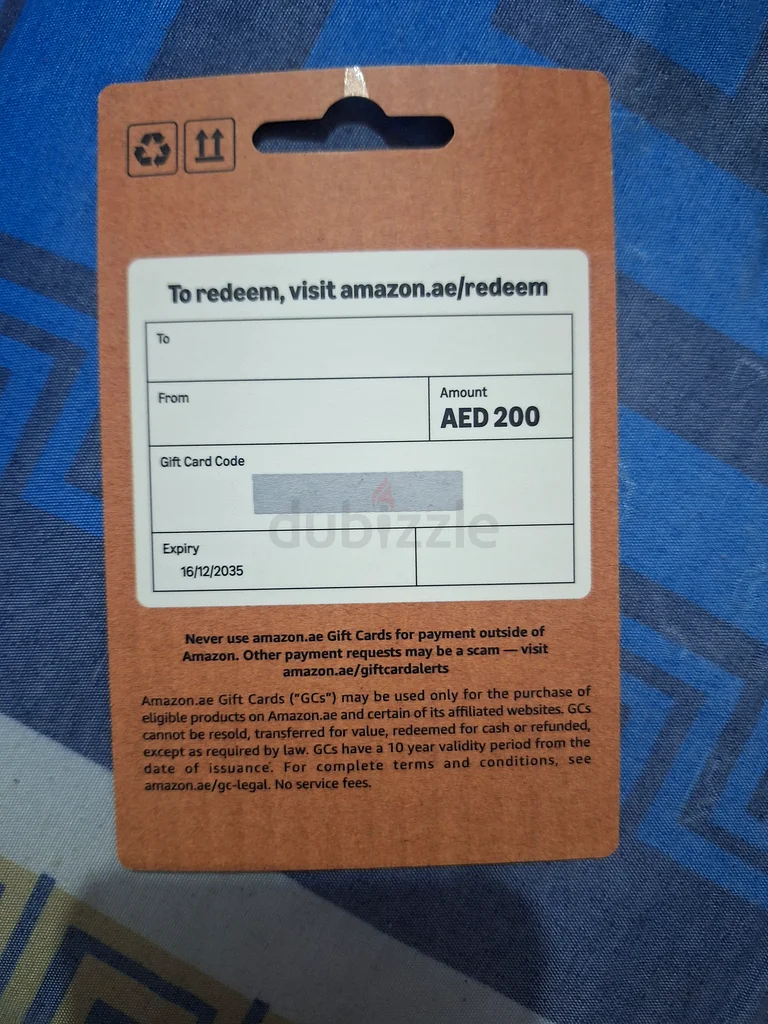 To redeem, visit amazon.ae/redeem
To
From
Amount
AED 200
Gift Card Code
dubizzle
Expiry
16/12/2035
Never use amazon.ae Gift Cards for payment outside of
Amazon. Other payment requests may be a scam — visit
amazon.ae/giftcardalerts
Amazon.ae Gift Cards ("GCs") may be used only for the purchase of
eligible products on Amazon.ae and certain of its affiliated websites. GCs
cannot be resold, transferred for value, redeemed for cash or refunded,
except as required by law. GCs have a 10 year validity period from the
date of issuance. For complete terms and conditions, see
amazon.ae/gc-legal. No service fees.